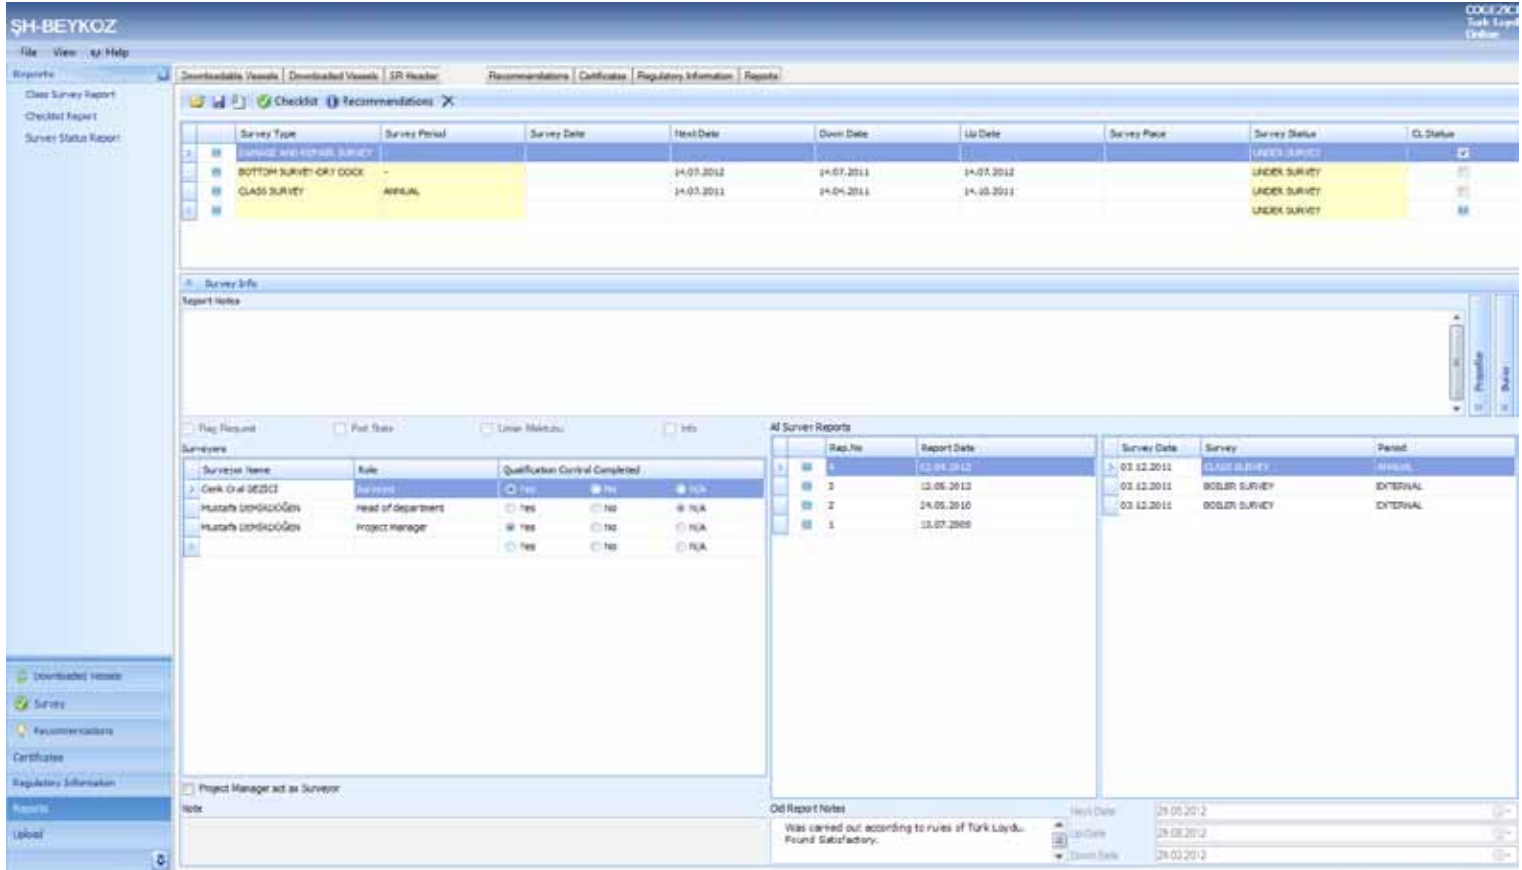 ŞH-BEYKOZ
Online
File View Help
Reports
Class Survey Report
Checklist Report
Survey Status Report
Downloadable Vessels Downloaded Vessels SR Header Recommendations Certificates Regulatory Information Reports
Checklist Recommendations
Survey Type Survey Period Survey Date Next Date Down Date Up Date Survey Place Survey Status CL Status
DAMAGE AND REPAIR SURVEY - UNDER SURVEY
BOTTOM SURVEY-DRY DOCK - 14.07.2012 14.07.2011 14.07.2012 UNDER SURVEY
CLASS SURVEY ANNUAL 14.07.2011 14.04.2011 14.10.2011 UNDER SURVEY
UNDER SURVEY
Survey Info
Report Notes
Propeller
Flag Request Port State Info
Surveyors
Surveyor Name Role Qualification Control Completed
Cenk Oral GEZİCİ Surveyor Yes No N/A
Mustafa Head of department Yes No N/A
Mustafa Project Manager Yes No N/A
Yes No N/A
All Survey Reports
Rep.No Report Date
4
3 12.05.2012
2 24.05.2010
1 13.07.2009
Survey Date Survey Period
03.12.2011 CLASS SURVEY ANNUAL
03.12.2011 BOILER SURVEY EXTERNAL
03.12.2011 BOILER SURVEY EXTERNAL
Downloaded Vessels
Survey
Recommendations
Certificates
Regulatory Information
Reports
Upload
Project Manager act as Surveyor
Note
Old Report Notes
Was carried out according to rules of Turk Loydu.
Found Satisfactory.
Next Date 29.05.2012
Up Date 29.08.2012
Down Date 29.02.2012